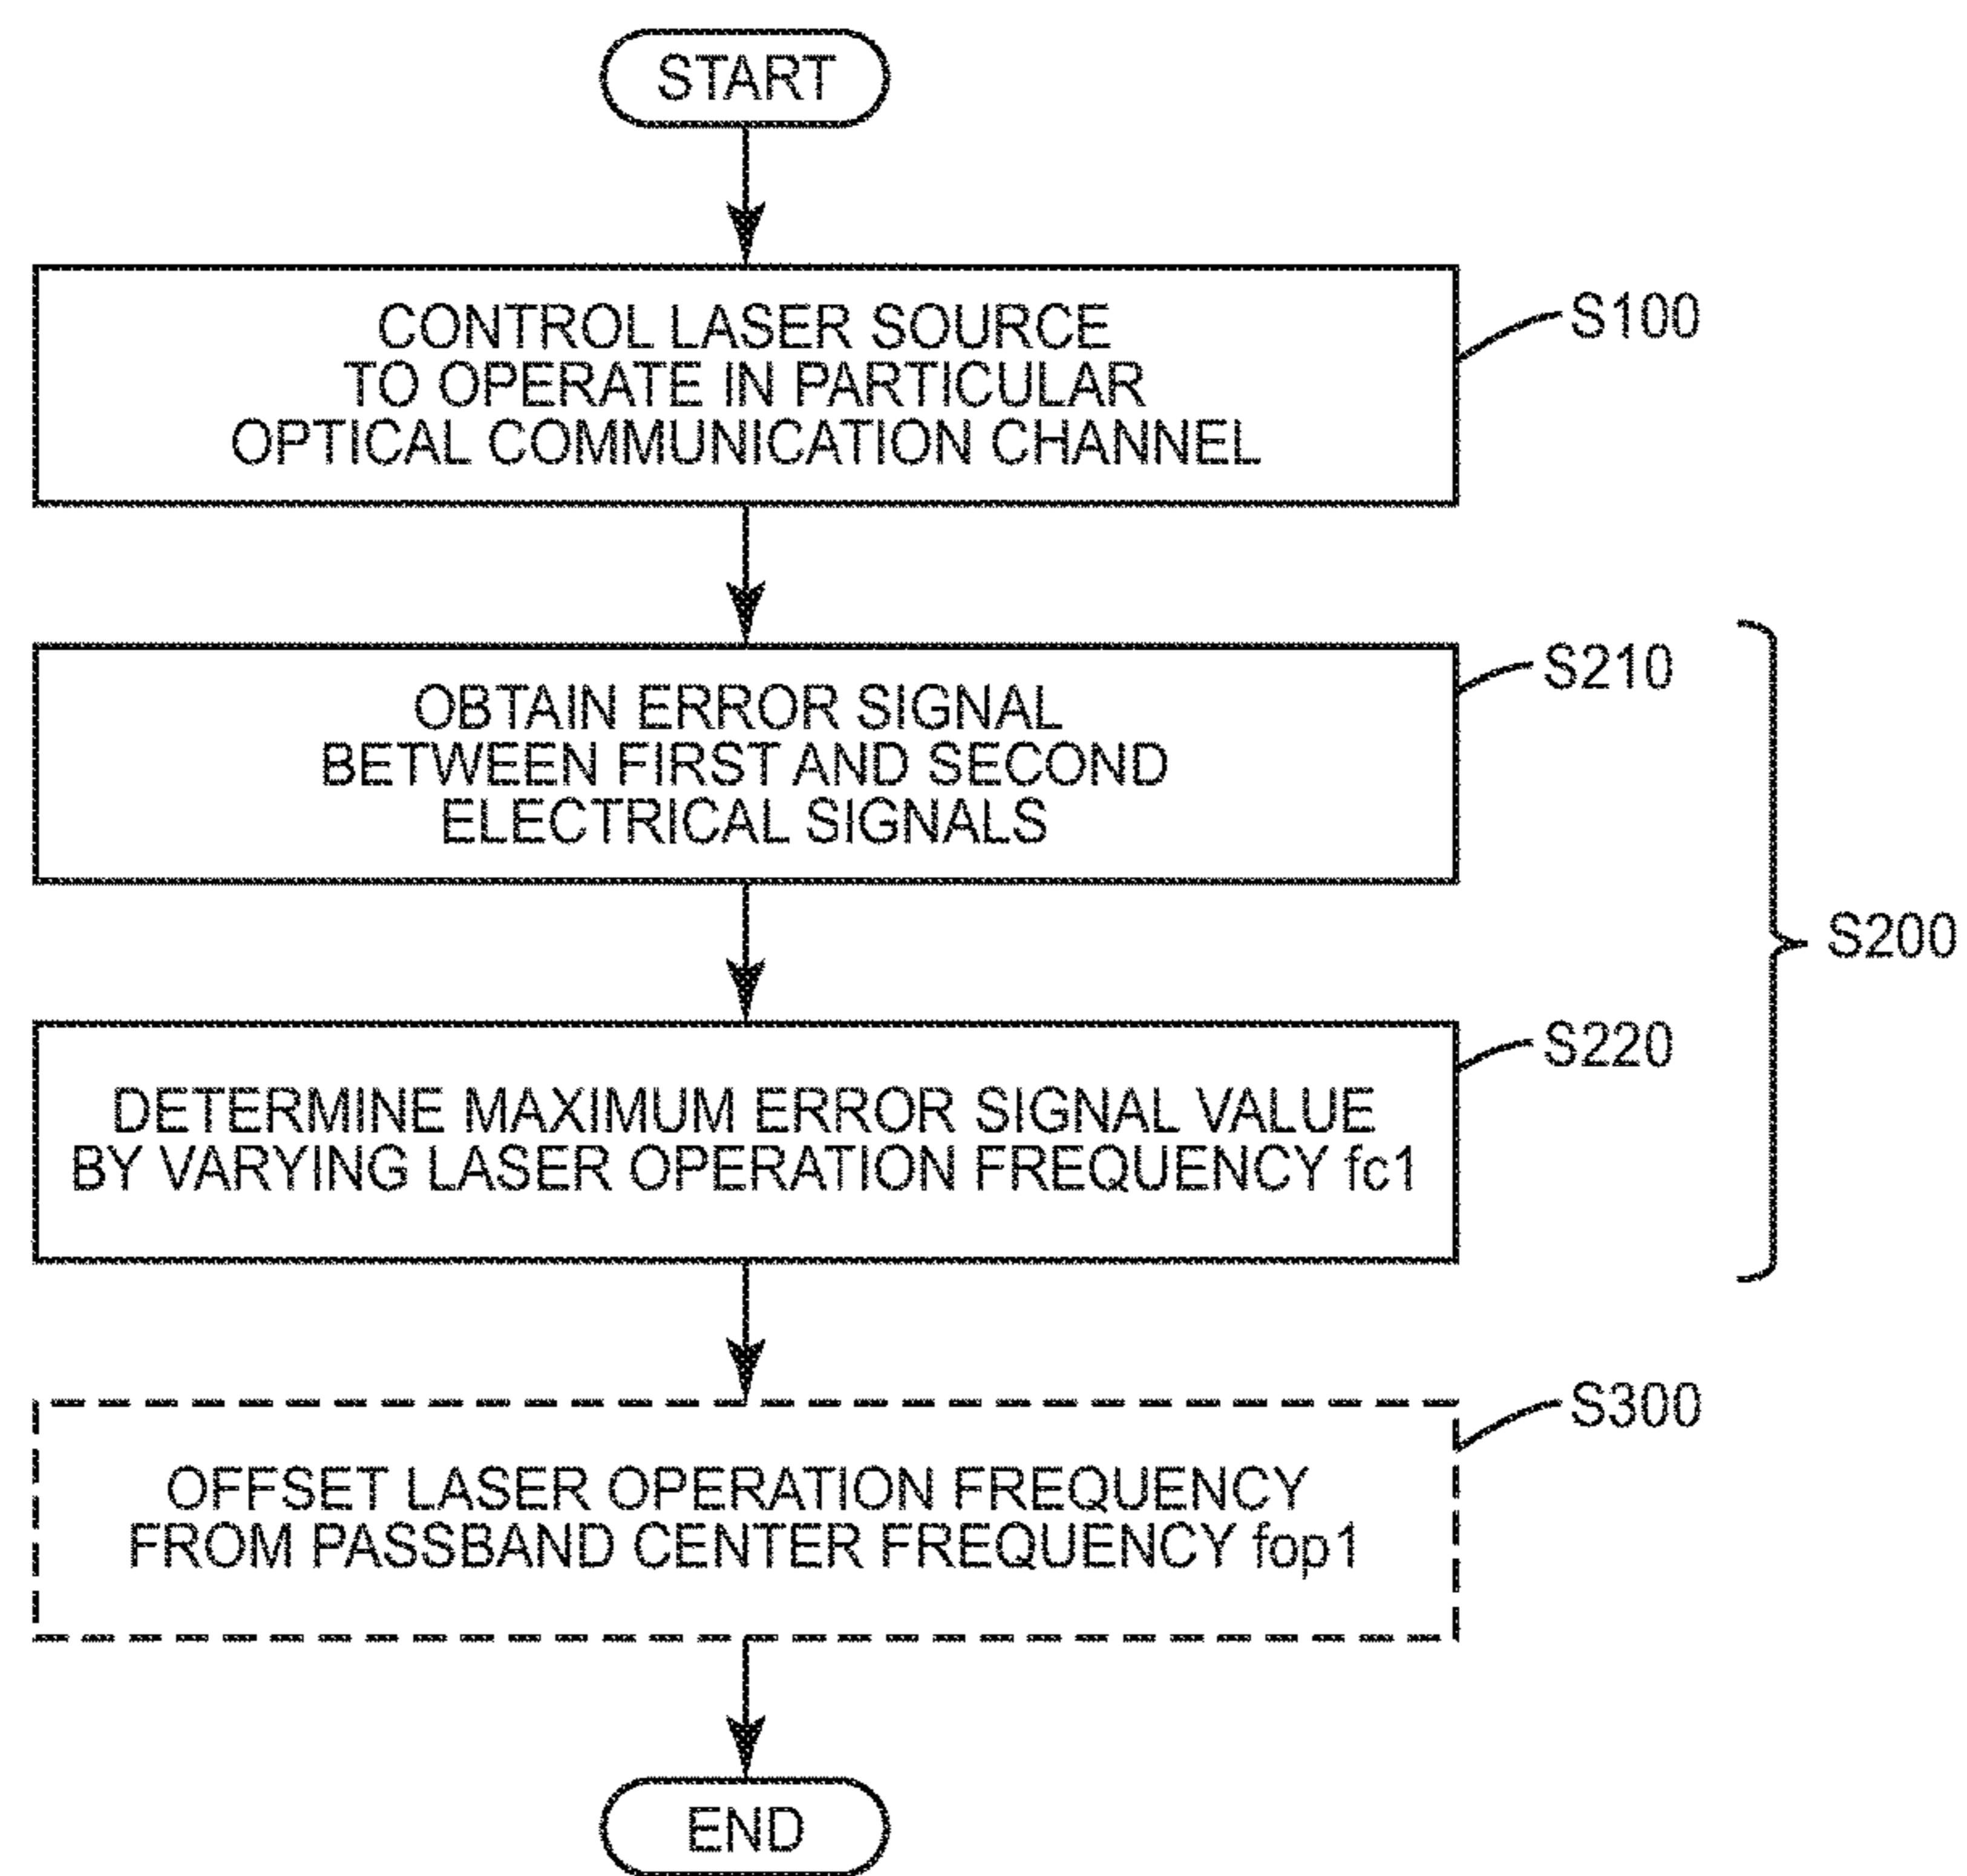 START
CONTROL LASER SOURCE
TO OPERATE IN PARTICULAR
OPTICAL COMMUNICATION CHANNEL
S100
OBTAIN ERROR SIGNAL
BETWEEN FIRST AND SECOND
ELECTRICAL SIGNALS
S210
S200
DETERMINE MAXIMUM ERROR SIGNAL VALUE
BY VARYING LASER OPERATION FREQUENCY fc1
S220
OFFSET LASER OPERATION FREQUENCY
FROM PASSBAND CENTER FREQUENCY fop1
S300
END